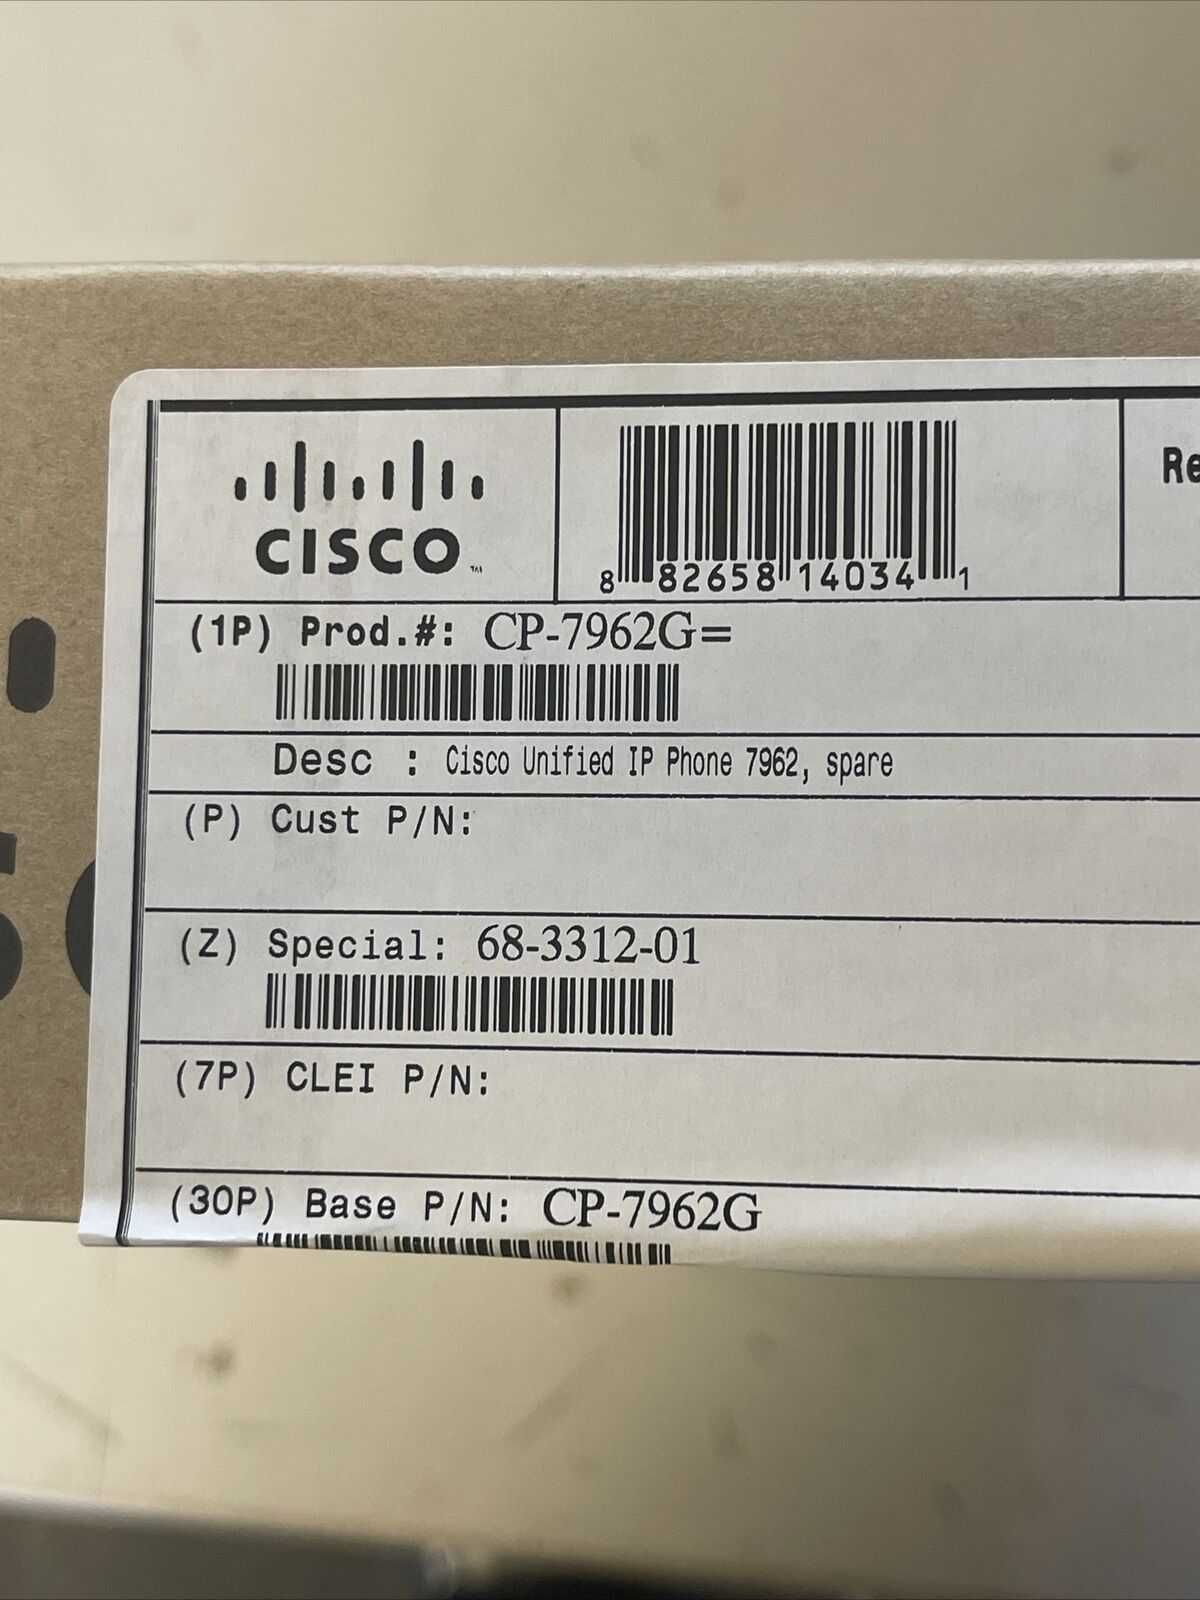 CISCO™
Re
8 82658 14034 1
(1P) Prod.#: CP-7962G=
Desc : Cisco Unified IP Phone 7962, spare
(P) Cust P/N:
(Z) Special: 68-3312-01
(7P) CLEI P/N:
(30P) Base P/N: CP-7962G